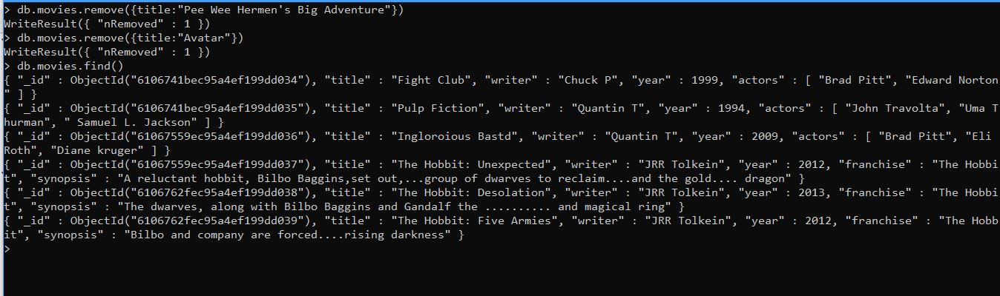 > db.movies.remove({title:"Pee Wee Hermen's Big Adventure"})
WriteResult({ "nRemoved" : 1 })
> db.movies.remove({title:"Avatar"})
WriteResult({ "nRemoved" : 1 })
> db.movies.find()
{ "_id" : ObjectId("6106741bec95a4ef199dd034"), "title" : "Fight Club", "writer" : "Chuck P", "year" : 1999, "actors" : [ "Brad Pitt", "Edward Norton
" ] }
{ "_id" : ObjectId("6106741bec95a4ef199dd035"), "title" : "Pulp Fiction", "writer" : "Quantin T", "year" : 1994, "actors" : [ "John Travolta", "Uma T
hurman", " Samuel L. Jackson" ] }
{ "_id" : ObjectId("61067559ec95a4ef199dd036"), "title" : "Ingloroious Bastd", "writer" : "Quantin T", "year" : 2009, "actors" : [ "Brad Pitt", "Eli
Roth", "Diane kruger" ] }
{ "_id" : ObjectId("61067559ec95a4ef199dd037"), "title" : "The Hobbit: Unexpected", "writer" : "JRR Tolkein", "year" : 2012, "franchise" : "The Hobbi
t", "synopsis" : "A reluctant hobbit, Bilbo Baggins,set out,...group of dwarves to reclaim....and the gold.... dragon" }
{ "_id" : ObjectId("6106762fec95a4ef199dd038"), "title" : "The Hobbit: Desolation", "writer" : "JRR Tolkein", "year" : 2013, "franchise" : "The Hobbi
t", "synopsis" : "The dwarves, along with Bilbo Baggins and Gandalf the .......... and magical ring" }
{ "_id" : ObjectId("6106762fec95a4ef199dd039"), "title" : "The Hobbit: Five Armies", "writer" : "JRR Tolkein", "year" : 2012, "franchise" : "The Hobb
it", "synopsis" : "Bilbo and company are forced....rising darkness" }
>